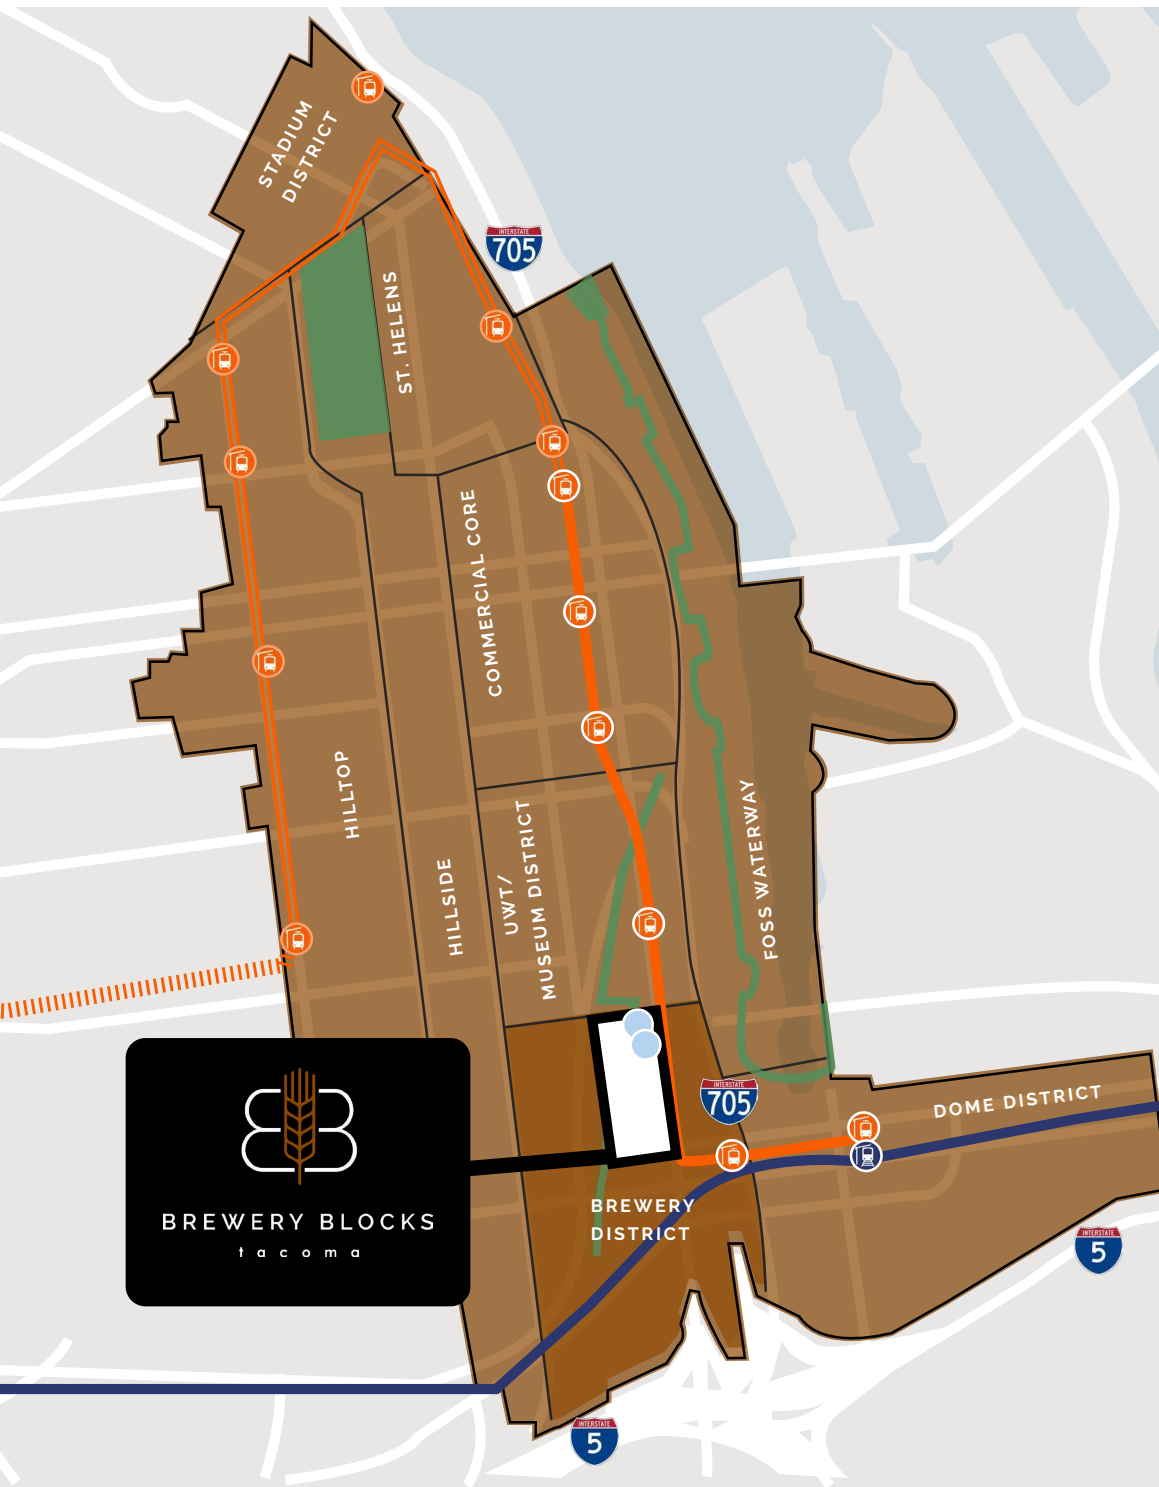 STADIUM
DISTRICT
INTERSTATE
705
ST. HELENS
COMMERCIAL CORE
HILLTOP
HILLSIDE
UWT/
MUSEUM DISTRICT
FOSS WATERWAY
INTERSTATE
705
DOME DISTRICT
BREWERY BLOCKS
tacoma
BREWERY
DISTRICT
INTERSTATE
5
INTERSTATE
5